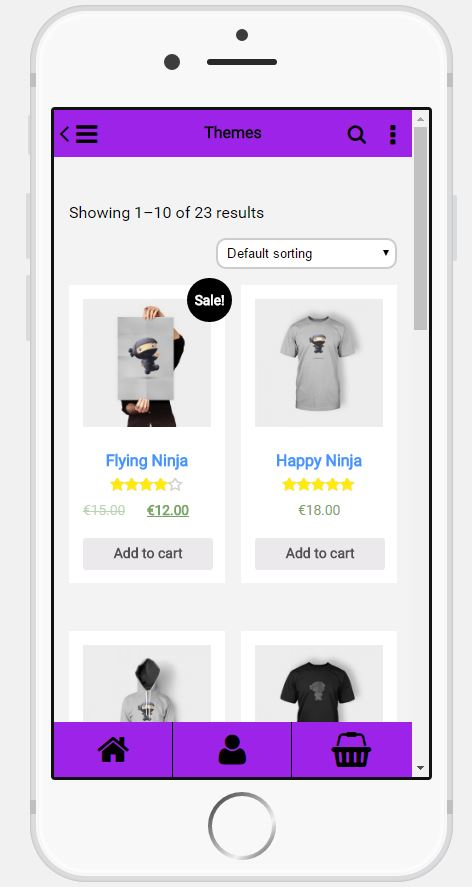 Themes
Showing 1–10 of 23 results
Default sorting
Sale!
Flying Ninja
€15.00 €12.00
Add to cart
Happy Ninja
€18.00
Add to cart